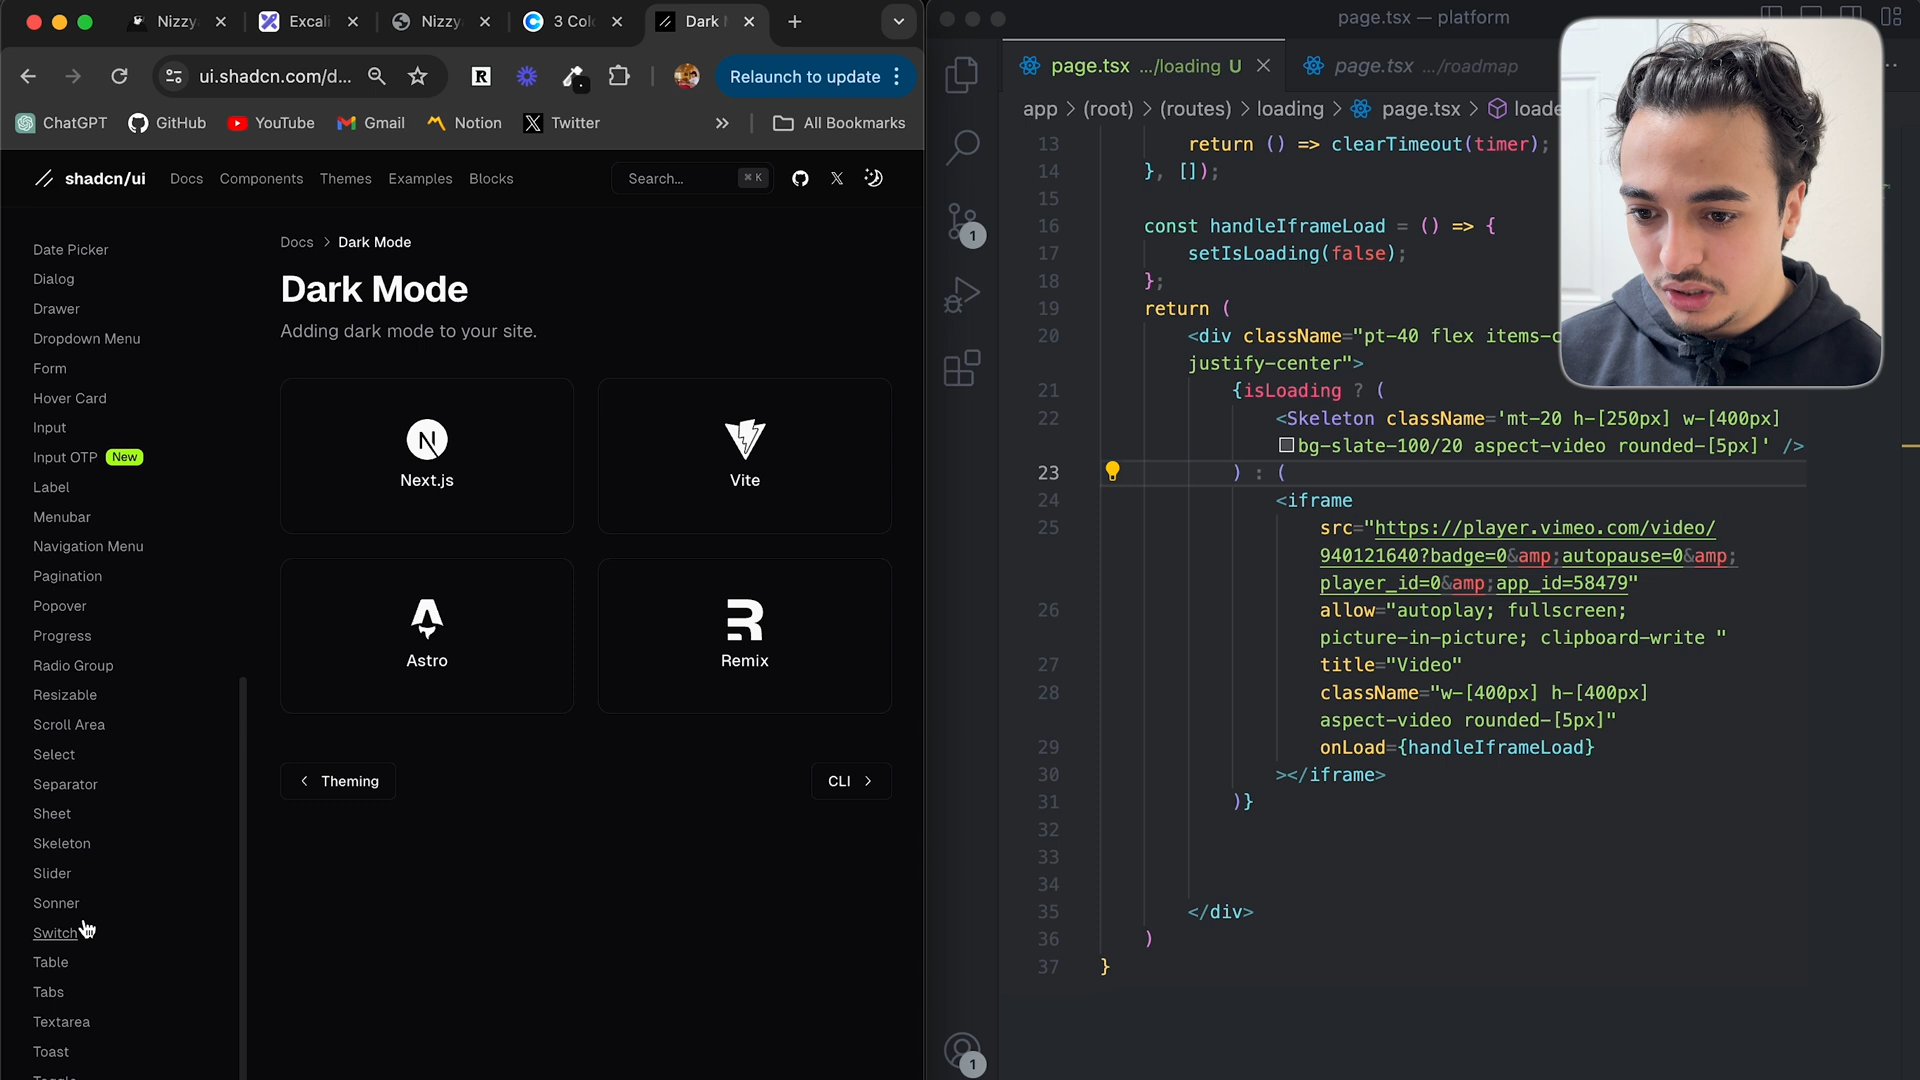 Nizzy
Excali
Nizzy
3 Col
Dark
ui.shadcn.com/d...
Relaunch to update
ChatGPT
GitHub
YouTube
Gmail
Notion
Twitter
All Bookmarks
shadcn/ui
Docs
Components
Themes
Examples
Blocks
Search...
⌘ K
Date Picker
Dialog
Drawer
Dropdown Menu
Form
Hover Card
Input
Input OTP New
Label
Menubar
Navigation Menu
Pagination
Popover
Progress
Radio Group
Resizable
Scroll Area
Select
Separator
Sheet
Skeleton
Slider
Sonner
Switch
Table
Tabs
Textarea
Toast
Docs > Dark Mode
Dark Mode
Adding dark mode to your site.
Next.js
Vite
Astro
Remix
Theming
CLI
page.tsx — platform
page.tsx .../loading U
page.tsx .../roadmap
app > (root) > (routes) > loading > page.tsx > loade
1
1
13 return () => clearTimeout(timer);
14 }, []);
15
16 const handleIframeLoad = () => {
17 setIsLoading(false);
18 };
19 return (
20 <div className="pt-40 flex items-c
justify-center">
21 {isLoading ? (
22 <Skeleton className='mt-20 h-[250px] w-[400px]
bg-slate-100/20 aspect-video rounded-[5px]' />
23 ) : (
24 <iframe
25 src="https://player.vimeo.com/video/
940121640?badge=0&amp;autopause=0&amp;
player_id=0&amp;app_id=58479"
26 allow="autoplay; fullscreen;
picture-in-picture; clipboard-write "
27 title="Video"
28 className="w-[400px] h-[400px]
aspect-video rounded-[5px]"
29 onLoad={handleIframeLoad}
30 ></iframe>
31 )}
32
33
34
35 </div>
36 )
37 }